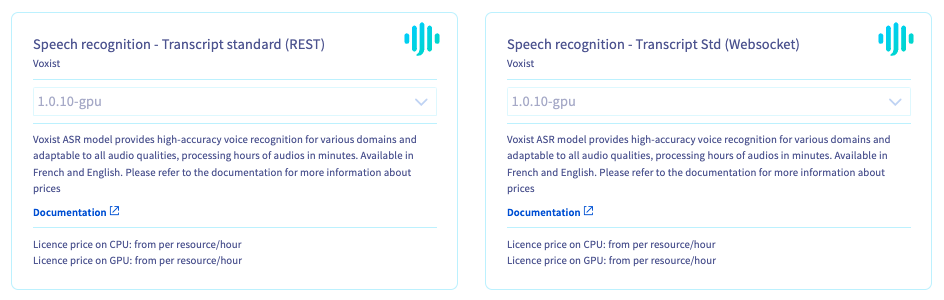 Speech recognition - Transcript standard (REST)
Voxist
1.0.10-gpu
Voxist ASR model provides high-accuracy voice recognition for various domains and
adaptable to all audio qualities, processing hours of audios in minutes. Available in
French and English. Please refer to the documentation for more information about
prices
Documentation
Licence price on CPU: from per resource/hour
Licence price on GPU: from per resource/hour
Speech recognition - Transcript Std (Websocket)
Voxist
1.0.10-gpu
Voxist ASR model provides high-accuracy voice recognition for various domains and
adaptable to all audio qualities, processing hours of audios in minutes. Available in
French and English. Please refer to the documentation for more information about
prices
Documentation
Licence price on CPU: from per resource/hour
Licence price on GPU: from per resource/hour